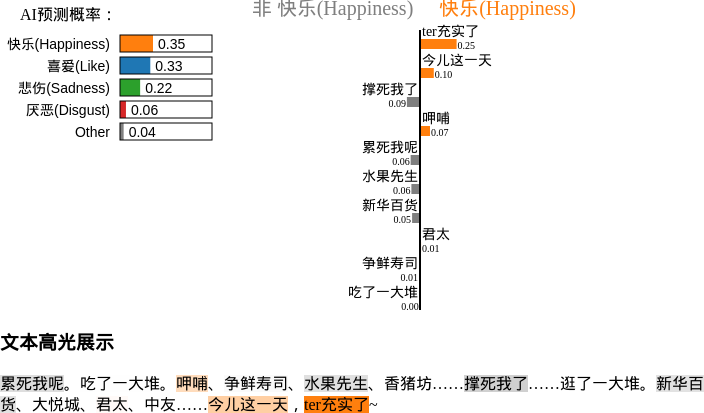 AI预测概率：
快乐(Happiness) 0.35
喜爱(Like) 0.33
悲伤(Sadness) 0.22
厌恶(Disgust) 0.06
Other 0.04
非 快乐(Happiness) 快乐(Happiness)
ter充实了
0.25
今儿这一天
0.10
撑死我了
0.09
呷哺
0.07
累死我呢
0.06
水果先生
0.06
新华百货
0.05
君太
0.01
争鲜寿司
0.01
吃了一大堆
0.00
文本高光展示
累死我呢。吃了一大堆。呷哺、争鲜寿司、水果先生、香猪坊……撑死我了……逛了一大堆。新华百
货、大悦城、君太、中友……今儿这一天，ter充实了~